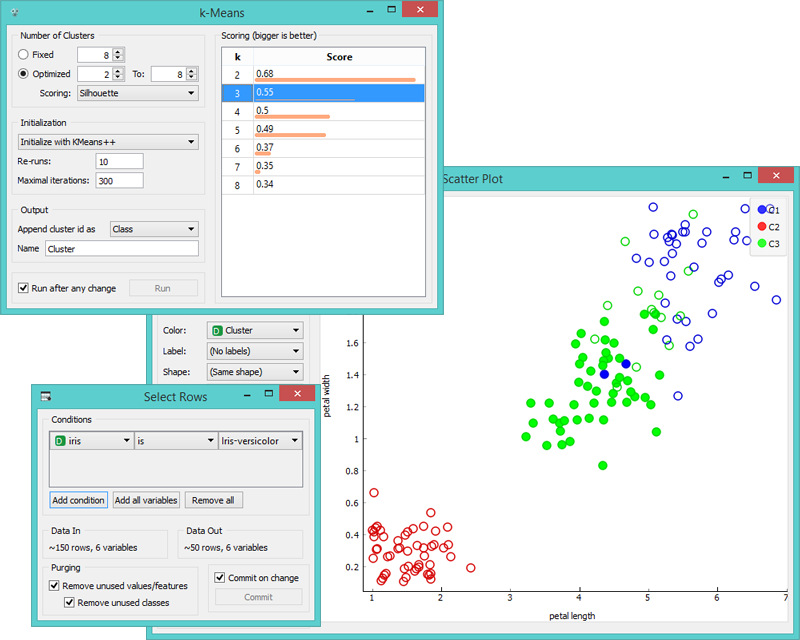 k-Means
Number of Clusters
Fixed 8
Optimized 2 To: 8
Scoring: Silhouette
Initialization
Initialize with KMeans++
Re-runs: 10
Maximal iterations: 300
Output
Append cluster id as Class
Name Cluster
Run after any change Run
Scoring (bigger is better)
k Score
2 0.68
3 0.55
4 0.5
5 0.49
6 0.37
7 0.35
8 0.34
Scatter Plot
C1
C2
C3
Color: D Cluster
Label: (No labels)
Shape: (Same shape)
petal width
1.6
1.4
1.2
1
0.8
0.6
0.4
0.2
1 2 3 4 5 6 7
petal length
Select Rows
Conditions
D iris is Iris-versicolor
Add condition Add all variables Remove all
Data In
~150 rows, 6 variables
Data Out
~50 rows, 6 variables
Purging
Remove unused values/features
Remove unused classes
Commit on change
Commit